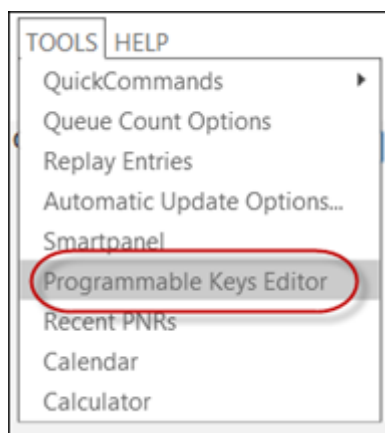 TOOLS HELP
QuickCommands
Queue Count Options
Replay Entries
Automatic Update Options...
Smartpanel
Programmable Keys Editor
Recent PNRs
Calendar
Calculator